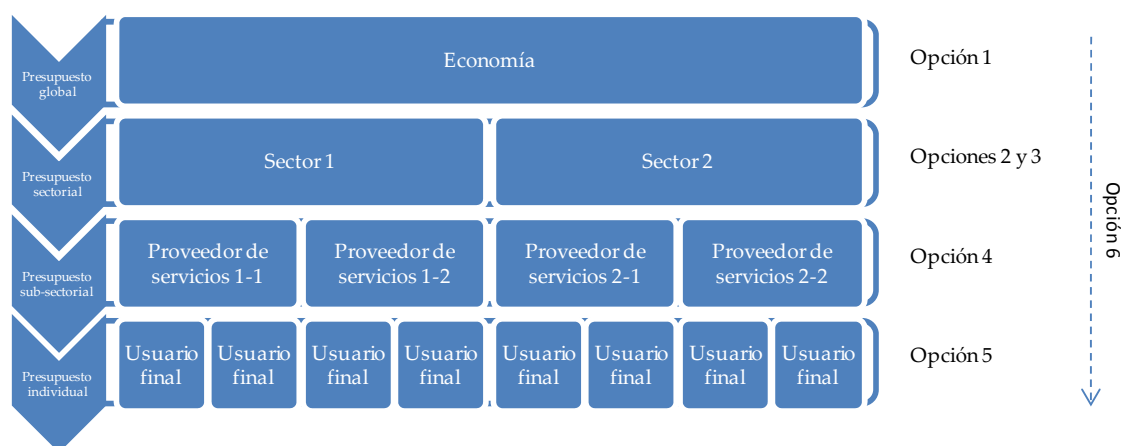 Presupuesto
global
Economía
Opción 1
Presupuesto
sectorial
Sector 1
Sector 2
Opciones 2 y 3
Presupuesto
sub-sectorial
Proveedor de
servicios 1-1
Proveedor de
servicios 1-2
Proveedor de
servicios 2-1
Proveedor de
servicios 2-2
Opción 4
Presupuesto
individual
Usuario
final
Usuario
final
Usuario
final
Usuario
final
Usuario
final
Usuario
final
Usuario
final
Usuario
final
Opción 5
Opción 6